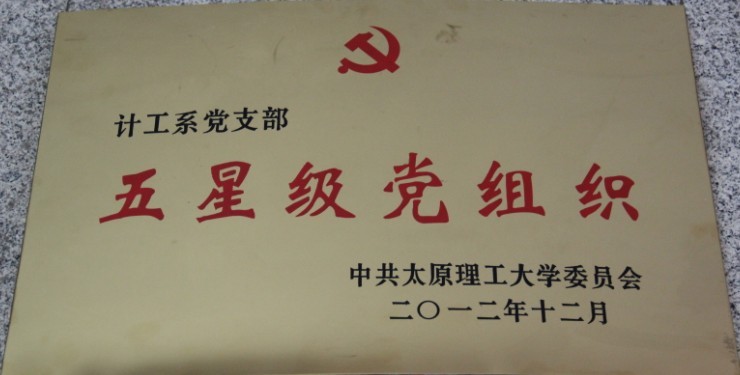 计工系党支部
五星级党组织
中共太原理工大学委员会
二〇一二年十二月